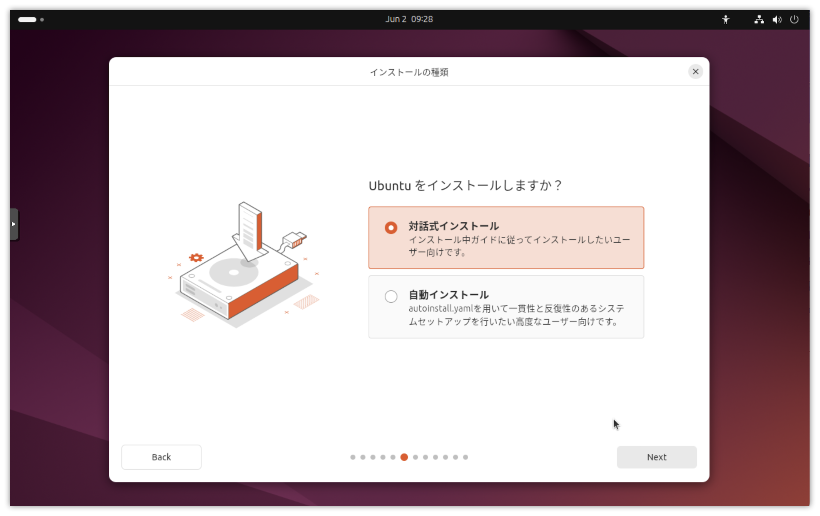 Jun 2 09:28
インストールの種類
Ubuntu をインストールしますか？
対話式インストール
インストール中ガイドに従ってインストールしたいユー
ザー向けです。
自動インストール
autoinstall.yamlを用いて一貫性と反復性のあるシステ
ムセットアップを行いたい高度なユーザー向けです。
Back
Next